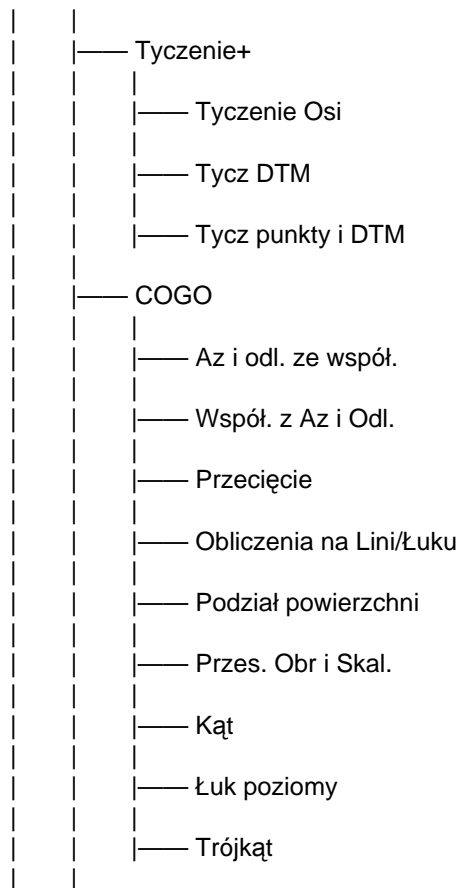 Tyczenie+
Tyczenie Osi
Tycz DTM
Tycz punkty i DTM
COGO
Az i odl. ze współ.
Współ. z Az i Odl.
Przecięcie
Obliczenia na Lini/Łuku
Podział powierzchni
Przes. Obr i Skal.
Kąt
Łuk poziomy
Trójkąt